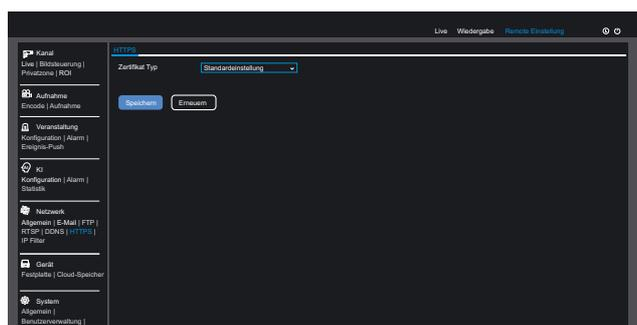 Live Wiedergabe Remote Einstellung
Kanal
Live | Bildsteuerung |
Privatzone | ROI
Aufnahme
Encode | Aufnahme
Veranstaltung
Konfiguration | Alarm |
Ereignis-Push
KI
Konfiguration | Alarm |
Statistik
Netzwerk
Allgemein | E-Mail | FTP |
RTSP | DDNS | HTTPS |
IP Filter
Gerät
Festplatte | Cloud-Speicher
System
Allgemein |
Benutzerverwaltung |
HTTPS
Zertifikat Typ Standardeinstellung
Speichern Erneuern